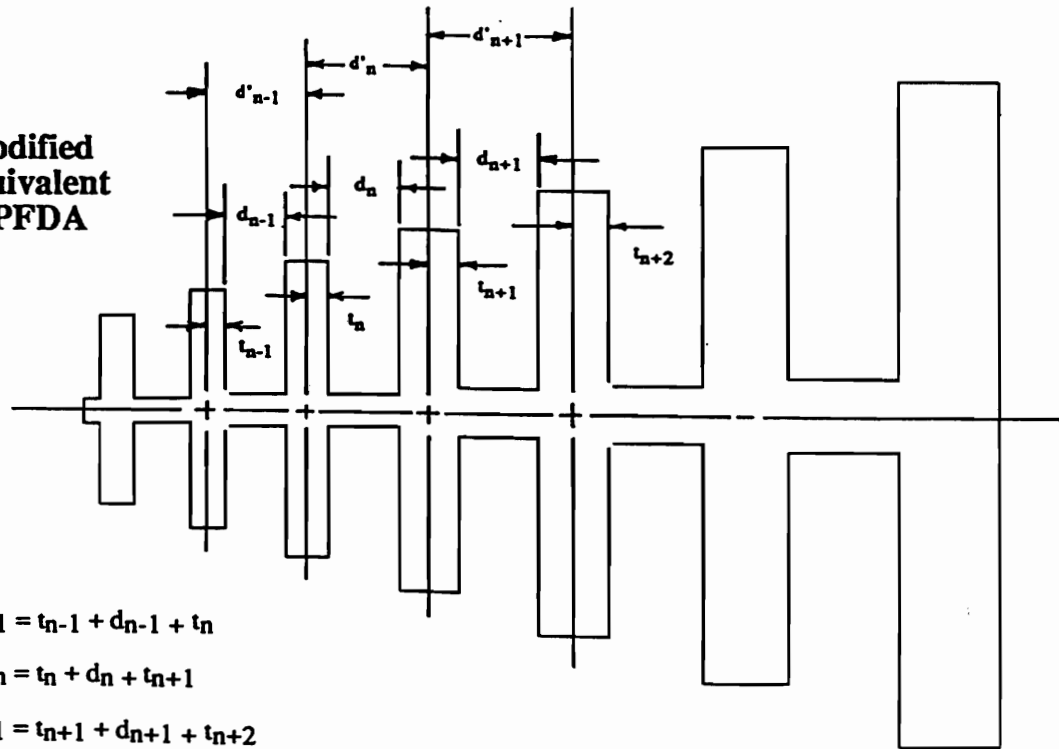 d'n+1
d'n
d'n-1
odified
uivalent
PFDA
dn+1
dn
dn-1
tn+2
tn+1
tn
tn-1
1 = tn-1 + dn-1 + tn
n = tn + dn + tn+1
1 = tn+1 + dn+1 + tn+2